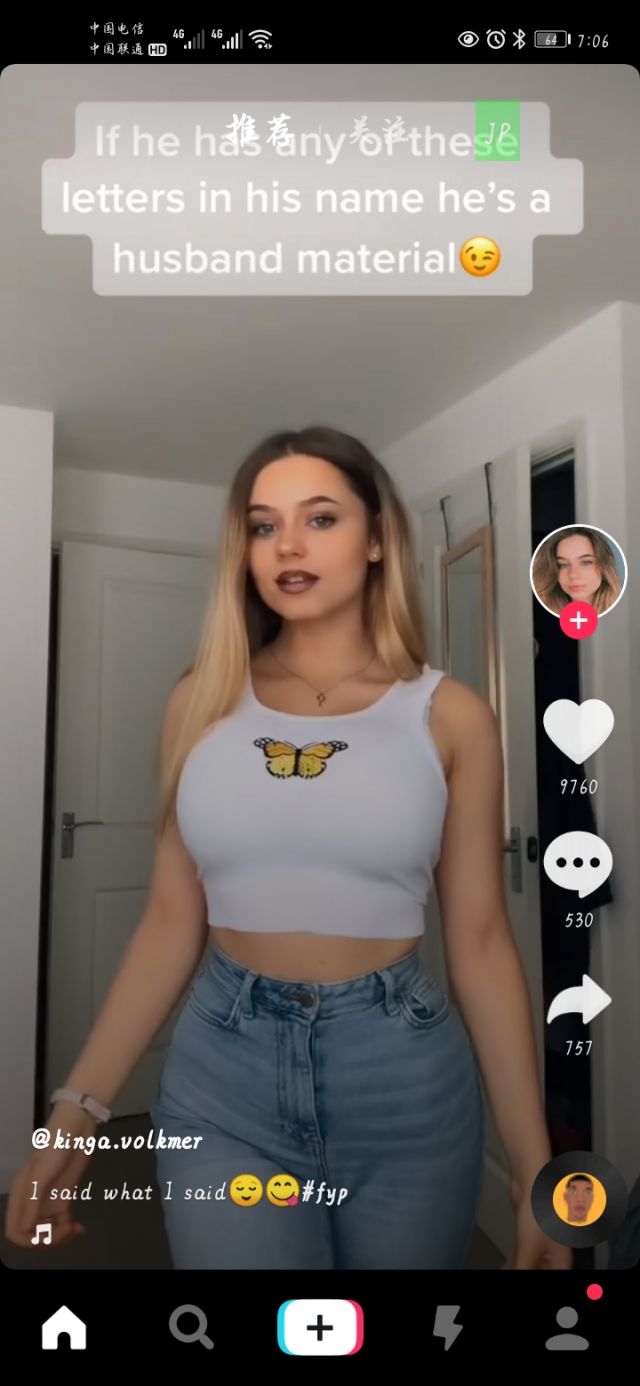 中国电信
中国联通 HD
4G 4G
64 7:06
推荐 关注 JP
If he has any of these
letters in his name he's a
husband material😉
9760
530
757
@kinga.volkmer
I said what I said😌😋#fyp